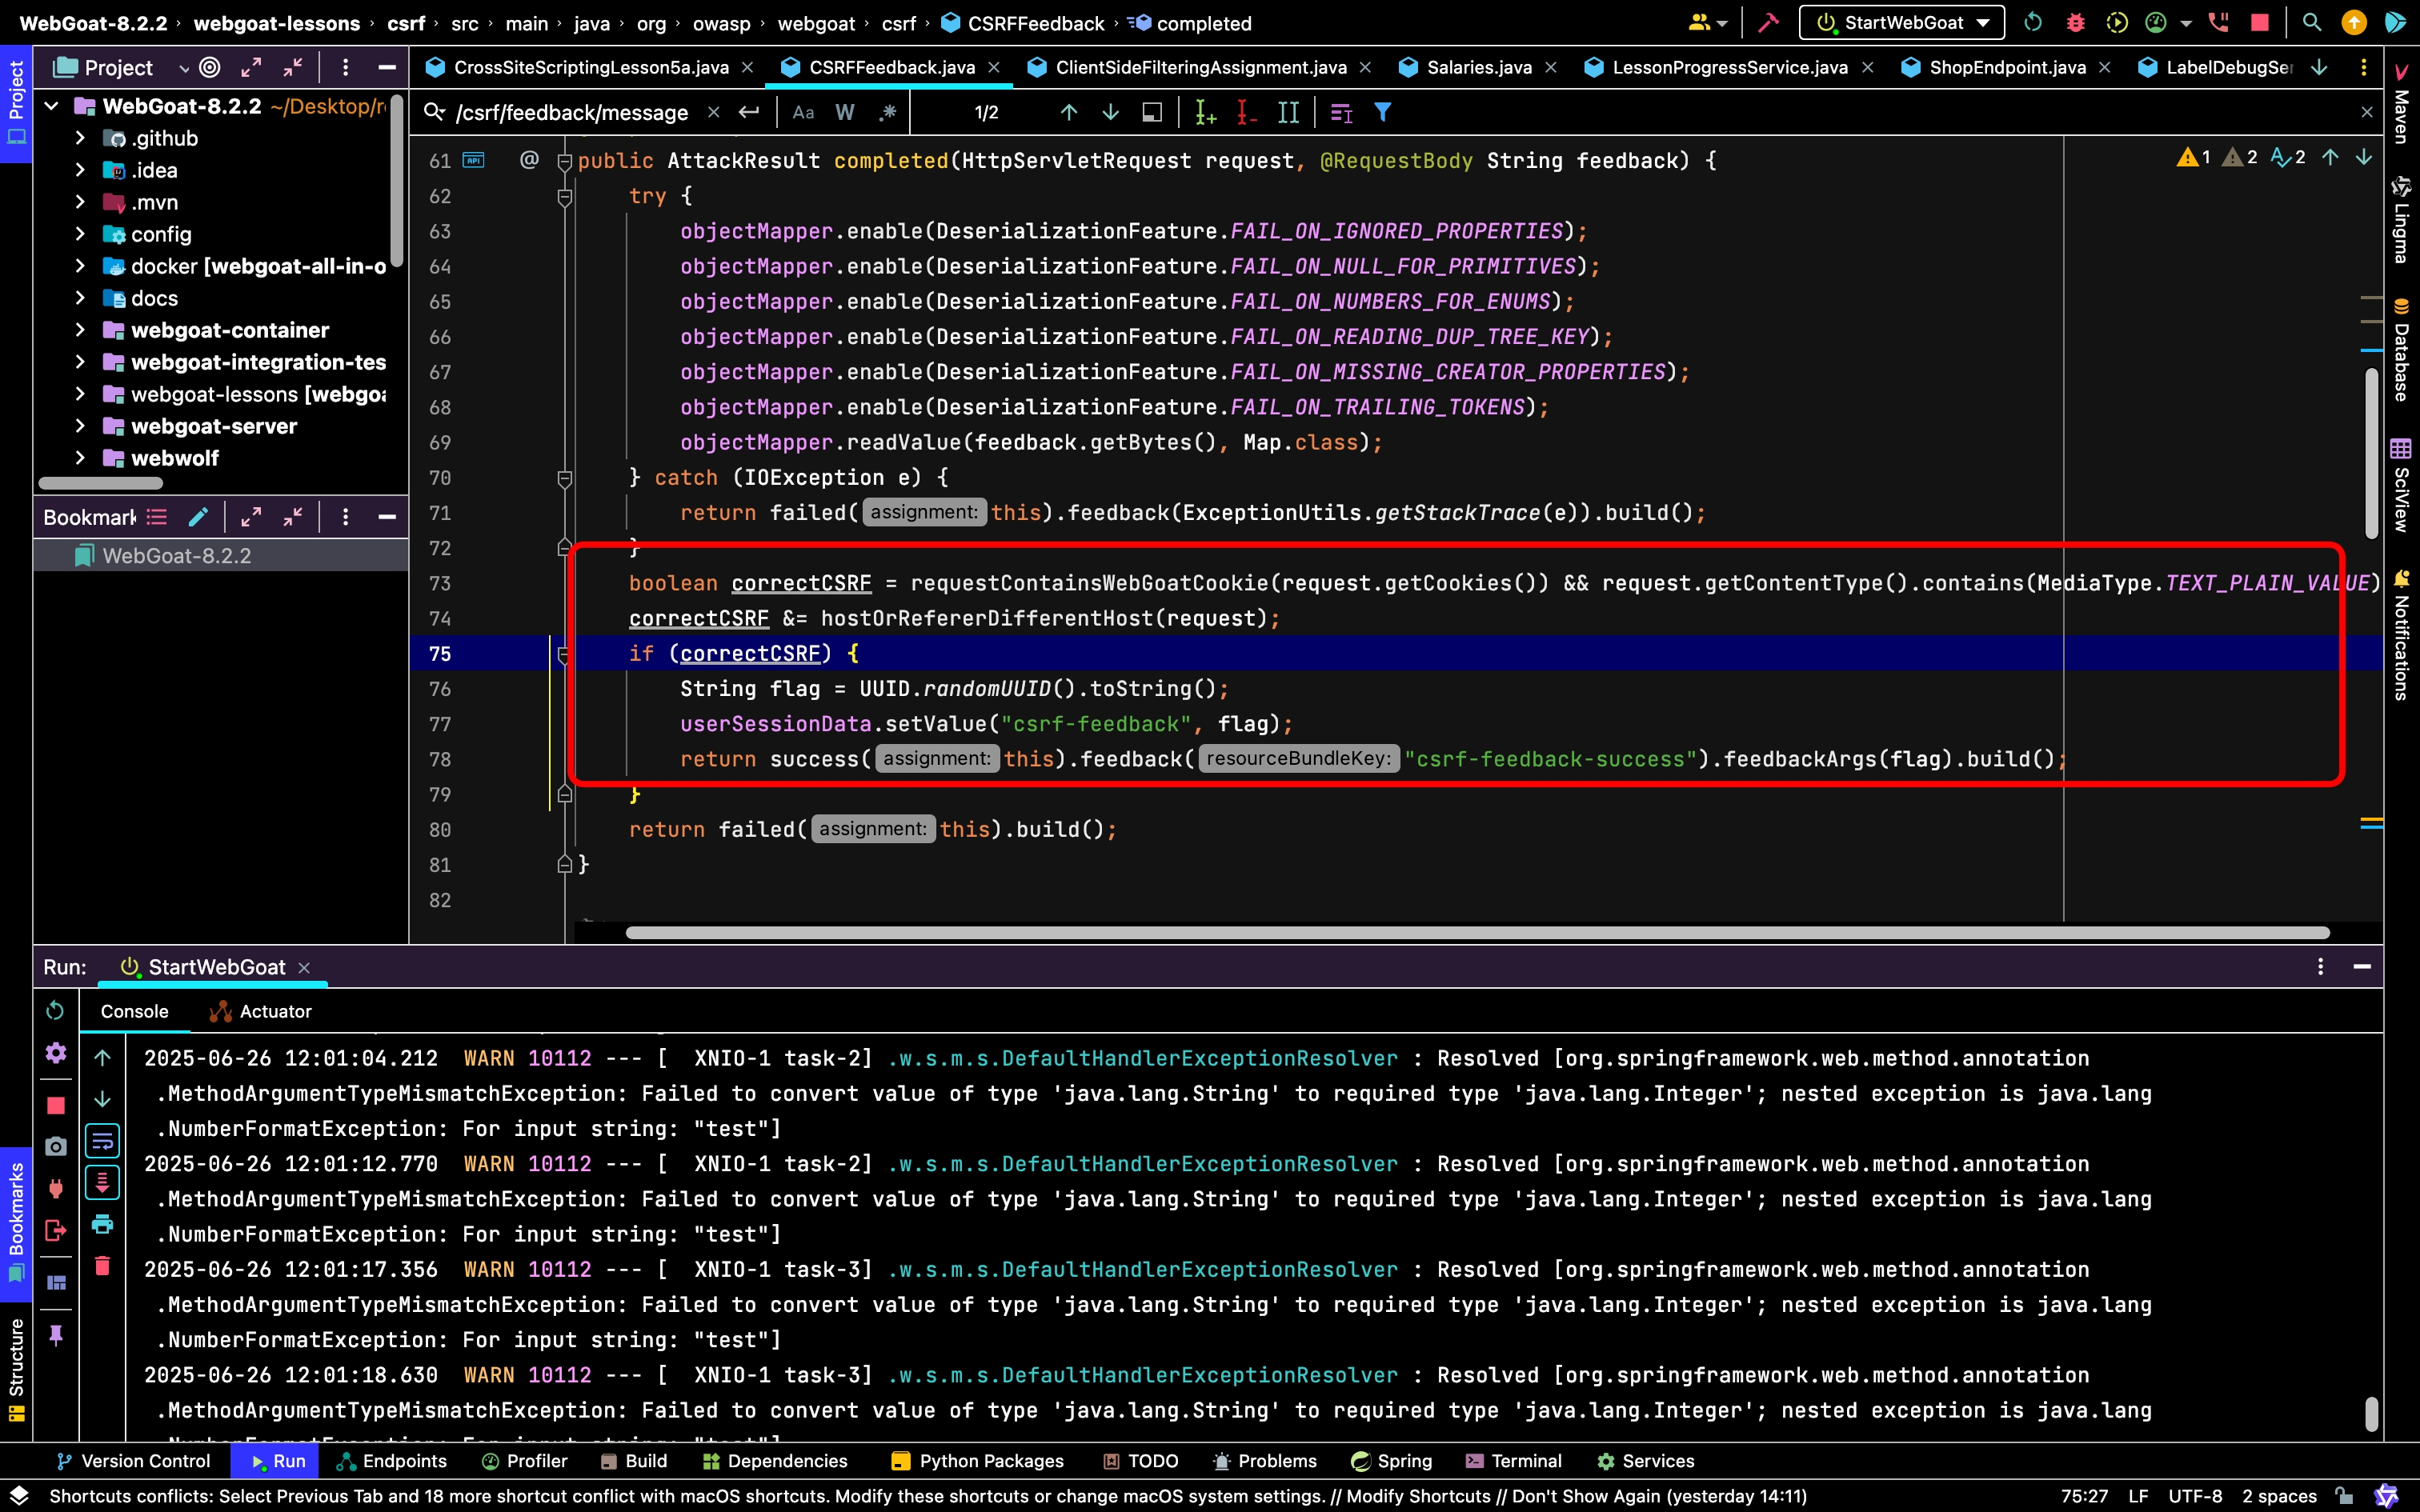 WebGoat-8.2.2 › webgoat-lessons › csrf › src › main › java › org › owasp › webgoat › csrf › CSRFFeedback › completed
StartWebGoat
Project
CrossSiteScriptingLesson5a.java
CSRFFeedback.java
ClientSideFilteringAssignment.java
Salaries.java
LessonProgressService.java
ShopEndpoint.java
LabelDebugSer
/csrf/feedback/message
Aa W .* 1/2
WebGoat-8.2.2 ~/Desktop/r
.github
.idea
.mvn
config
docker [webgoat-all-in-o
docs
webgoat-container
webgoat-integration-tes
webgoat-lessons [webgoa
webgoat-server
webwolf
Bookmark
WebGoat-8.2.2
1 2 2
61 API @ public AttackResult completed(HttpServletRequest request, @RequestBody String feedback) {
62 try {
63 objectMapper.enable(DeserializationFeature.FAIL_ON_IGNORED_PROPERTIES);
64 objectMapper.enable(DeserializationFeature.FAIL_ON_NULL_FOR_PRIMITIVES);
65 objectMapper.enable(DeserializationFeature.FAIL_ON_NUMBERS_FOR_ENUMS);
66 objectMapper.enable(DeserializationFeature.FAIL_ON_READING_DUP_TREE_KEY);
67 objectMapper.enable(DeserializationFeature.FAIL_ON_MISSING_CREATOR_PROPERTIES);
68 objectMapper.enable(DeserializationFeature.FAIL_ON_TRAILING_TOKENS);
69 objectMapper.readValue(feedback.getBytes(), Map.class);
70 } catch (IOException e) {
71 return failed( assignment: this).feedback(ExceptionUtils.getStackTrace(e)).build();
72 }
73 boolean correctCSRF = requestContainsWebGoatCookie(request.getCookies()) && request.getContentType().contains(MediaType.TEXT_PLAIN_VALUE)
74 correctCSRF &= hostOrRefererDifferentHost(request);
75 if (correctCSRF) {
76 String flag = UUID.randomUUID().toString();
77 userSessionData.setValue("csrf-feedback", flag);
78 return success( assignment: this).feedback( resourceBundleKey: "csrf-feedback-success").feedbackArgs(flag).build();
79 }
80 return failed( assignment: this).build();
81 }
82
Run: StartWebGoat
Console
Actuator
2025-06-26 12:01:04.212 WARN 10112 --- [ XNIO-1 task-2] .w.s.m.s.DefaultHandlerExceptionResolver : Resolved [org.springframework.web.method.annotation
.MethodArgumentTypeMismatchException: Failed to convert value of type 'java.lang.String' to required type 'java.lang.Integer'; nested exception is java.lang
.NumberFormatException: For input string: "test"]
2025-06-26 12:01:12.770 WARN 10112 --- [ XNIO-1 task-2] .w.s.m.s.DefaultHandlerExceptionResolver : Resolved [org.springframework.web.method.annotation
.MethodArgumentTypeMismatchException: Failed to convert value of type 'java.lang.String' to required type 'java.lang.Integer'; nested exception is java.lang
.NumberFormatException: For input string: "test"]
2025-06-26 12:01:17.356 WARN 10112 --- [ XNIO-1 task-3] .w.s.m.s.DefaultHandlerExceptionResolver : Resolved [org.springframework.web.method.annotation
.MethodArgumentTypeMismatchException: Failed to convert value of type 'java.lang.String' to required type 'java.lang.Integer'; nested exception is java.lang
.NumberFormatException: For input string: "test"]
2025-06-26 12:01:18.630 WARN 10112 --- [ XNIO-1 task-3] .w.s.m.s.DefaultHandlerExceptionResolver : Resolved [org.springframework.web.method.annotation
.MethodArgumentTypeMismatchException: Failed to convert value of type 'java.lang.String' to required type 'java.lang.Integer'; nested exception is java.lang
Project
Bookmarks
Structure
Maven
Lingma
Database
SciView
Notifications
Version Control
Run
Endpoints
Profiler
Build
Dependencies
Python Packages
TODO
Problems
Spring
Terminal
Services
Shortcuts conflicts: Select Previous Tab and 18 more shortcut conflict with macOS shortcuts. Modify these shortcuts or change macOS system settings. // Modify Shortcuts // Don't Show Again (yesterday 14:11)
75:27 LF UTF-8 2 spaces